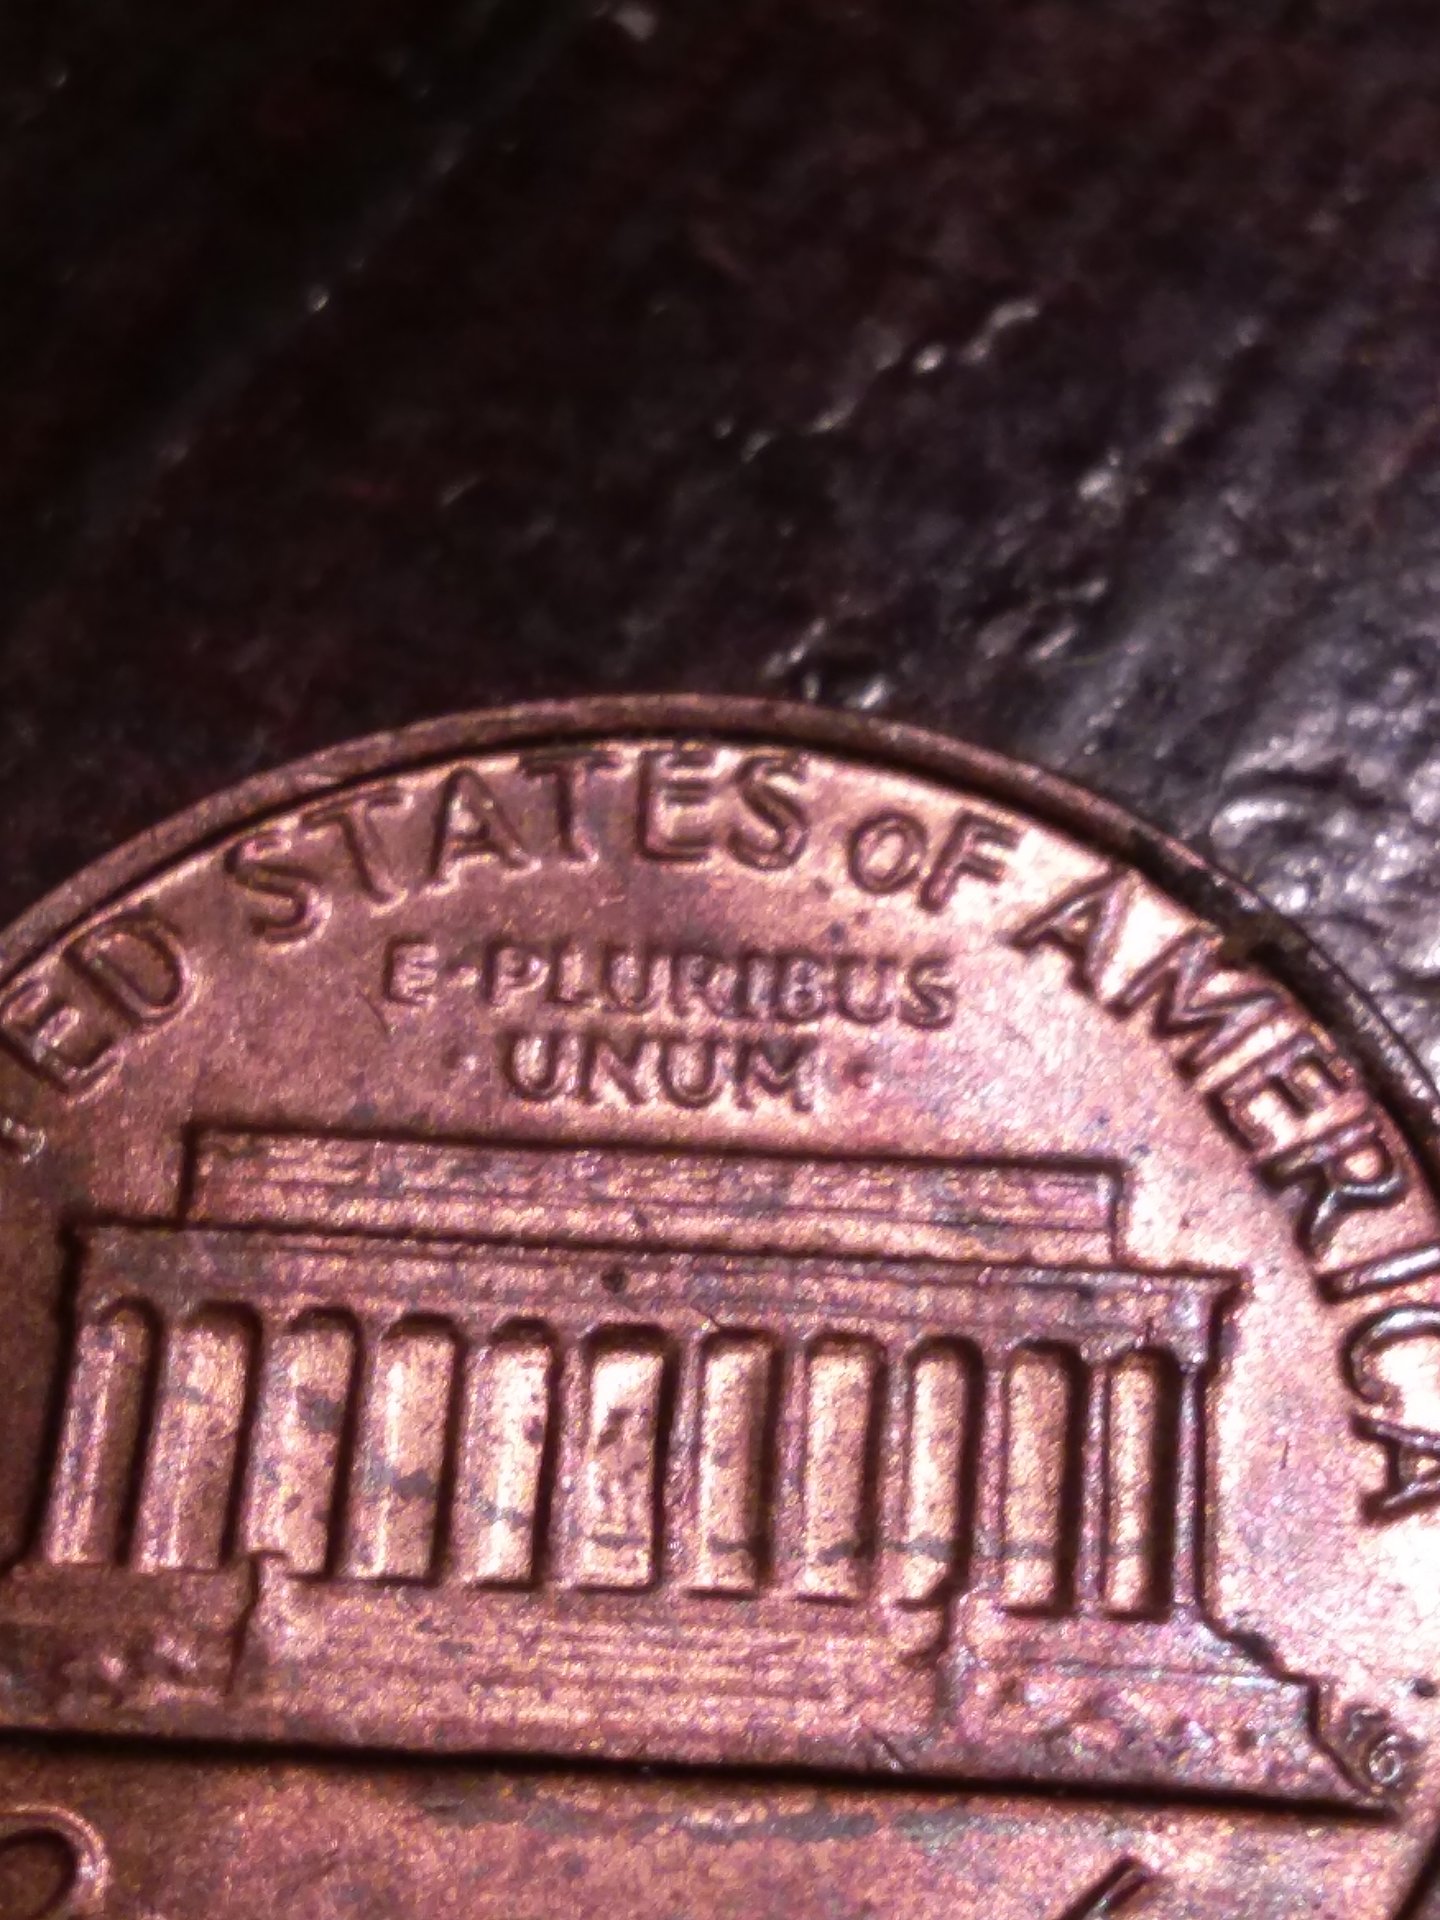 ED STATES OF AMERICA
E PLURIBUS
· UNUM ·